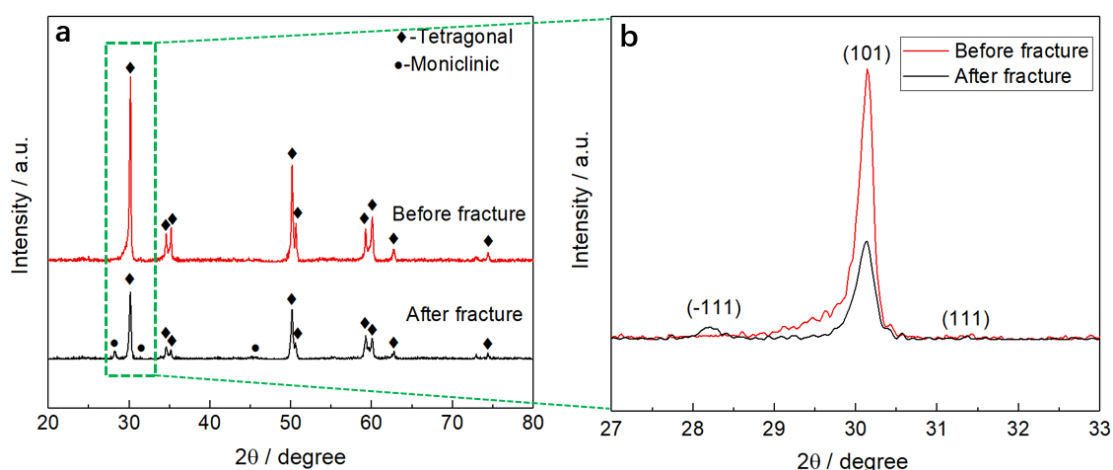 a
♦-Tetragonal
●-Moniclinic
Before fracture
After fracture
Intensity / a.u.
20 30 40 50 60 70 80
2θ / degree
b
(101)
Before fracture
After fracture
(-111)
(111)
Intensity / a.u.
27 28 29 30 31 32 33
2θ / degree